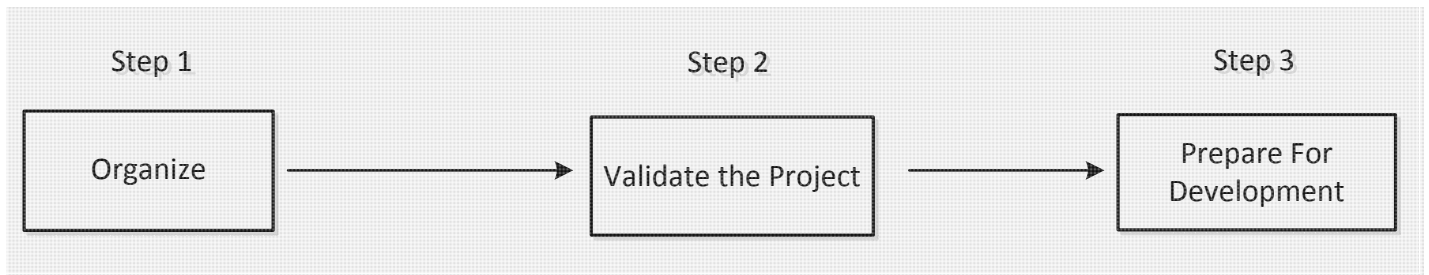 Step 1
Step 2
Step 3
Organize
Validate the Project
Prepare For
Development